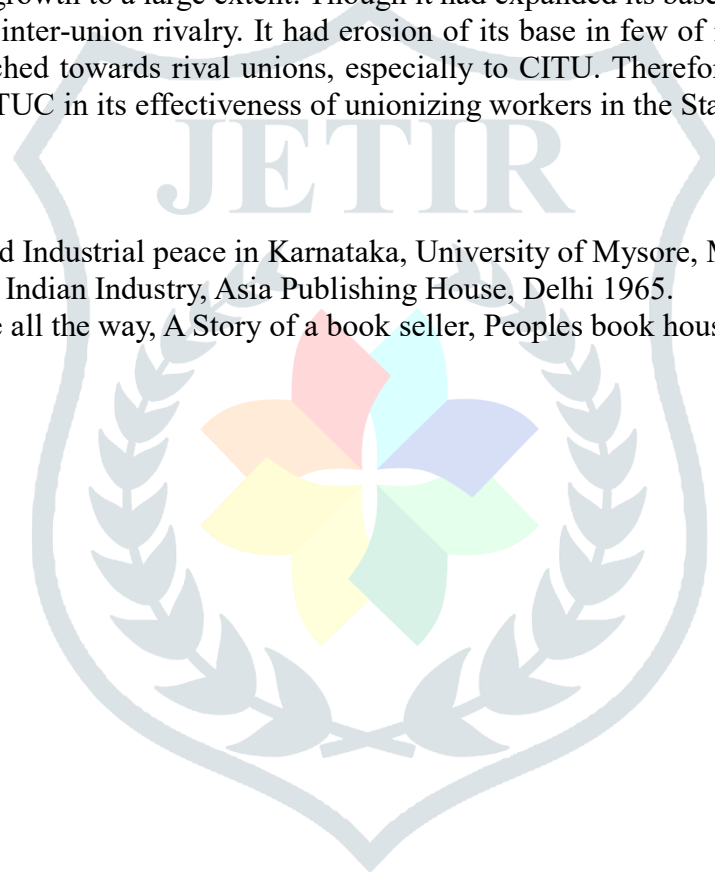 growth to a large extent. Though it had expanded its base
inter-union rivalry. It had erosion of its base in few of
ched towards rival unions, especially to CITU. Therefor
TUC in its effectiveness of unionizing workers in the Sta
JETIR
d Industrial peace in Karnataka, University of Mysore, M
Indian Industry, Asia Publishing House, Delhi 1965.
e all the way, A Story of a book seller, Peoples book hous